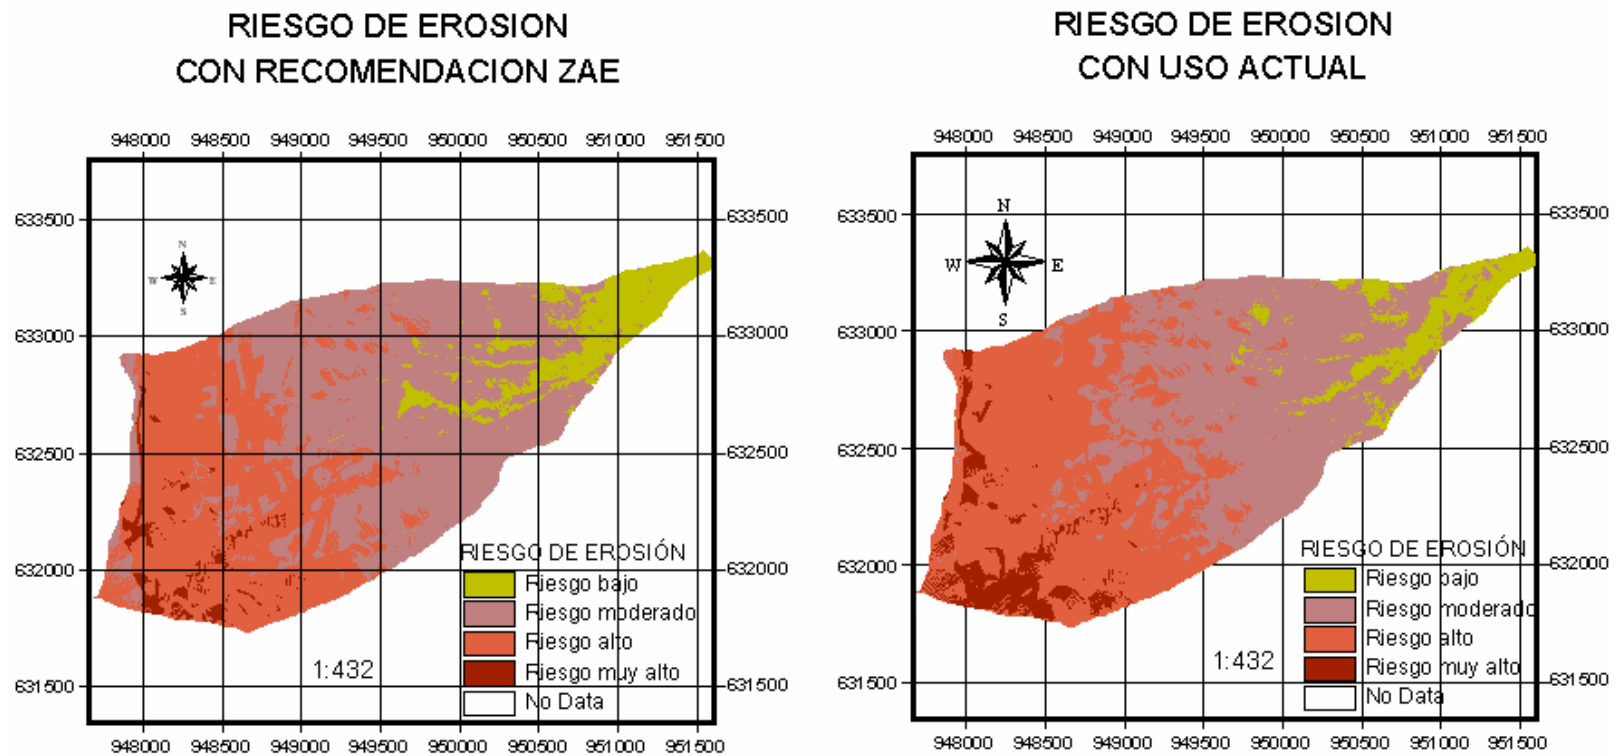 RIESGO DE EROSION
CON RECOMENDACION ZAE
948000 948500 949000 949500 950000 950500 951000 951500
633500 633500
N
W E
S
633000 633000
632500 632500
RIESGO DE EROSIÓN
632000 632000
Riesgo bajo
Riesgo moderado
Riesgo alto
1:432
Riesgo muy alto
631500 631500
No Data
948000 948500 949000 949500 950000 950500 951000 951500
RIESGO DE EROSION
CON USO ACTUAL
948000 948500 949000 949500 950000 950500 951000 951500
633500 633500
N
W E
S
633000 633000
632500 632500
RIESGO DE EROSIÓN
632000 632000
Riesgo bajo
Riesgo moderado
Riesgo alto
1:432
Riesgo muy alto
631500 631500
No Data
948000 948500 949000 949500 950000 950500 951000 951500